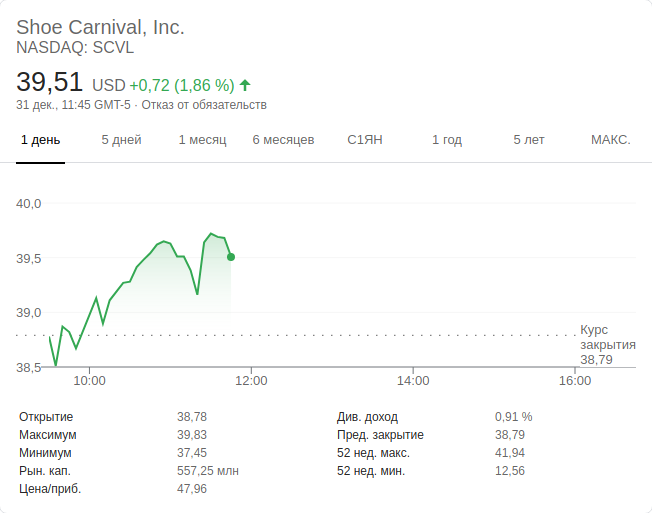 Shoe Carnival, Inc.
NASDAQ: SCVL
39,51 USD +0,72 (1,86 %)
31 дек., 11:45 GMT-5 · Отказ от обязательств
1 день 5 дней 1 месяц 6 месяцев С1ЯН 1 год 5 лет МАКС.
40,0
39,5
39,0
Курс
закрытия
38,79
38,5
10:00 12:00 14:00 16:00
Открытие 38,78 Див. доход 0,91 %
Максимум 39,83 Пред. закрытие 38,79
Минимум 37,45 52 нед. макс. 41,94
Рын. кап. 557,25 млн 52 нед. мин. 12,56
Цена/приб. 47,96